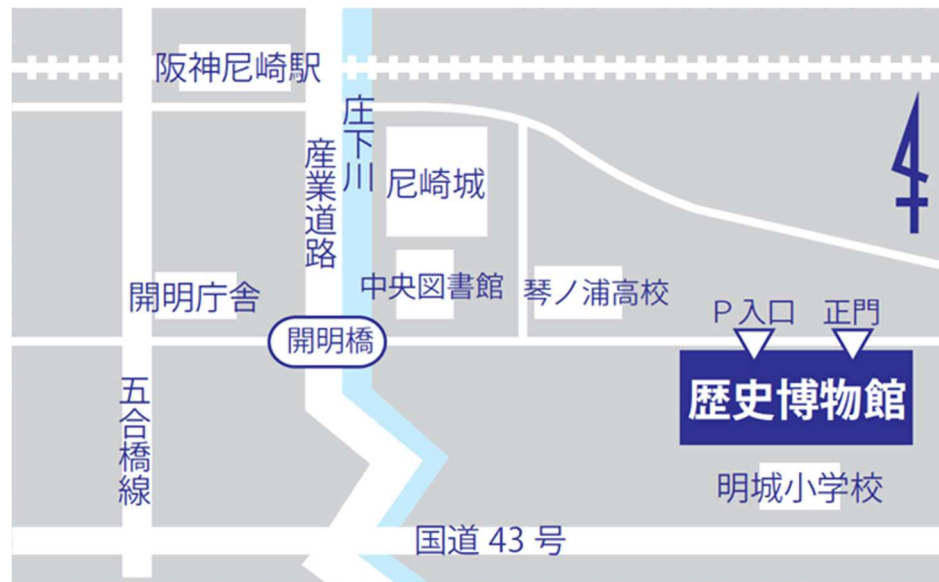 阪神尼崎駅
庄下川
産業道路
尼崎城
中央図書館
琴ノ浦高校
開明庁舎
P入口
正門
開明橋
歴史博物館
五合橋線
明城小学校
国道 43 号